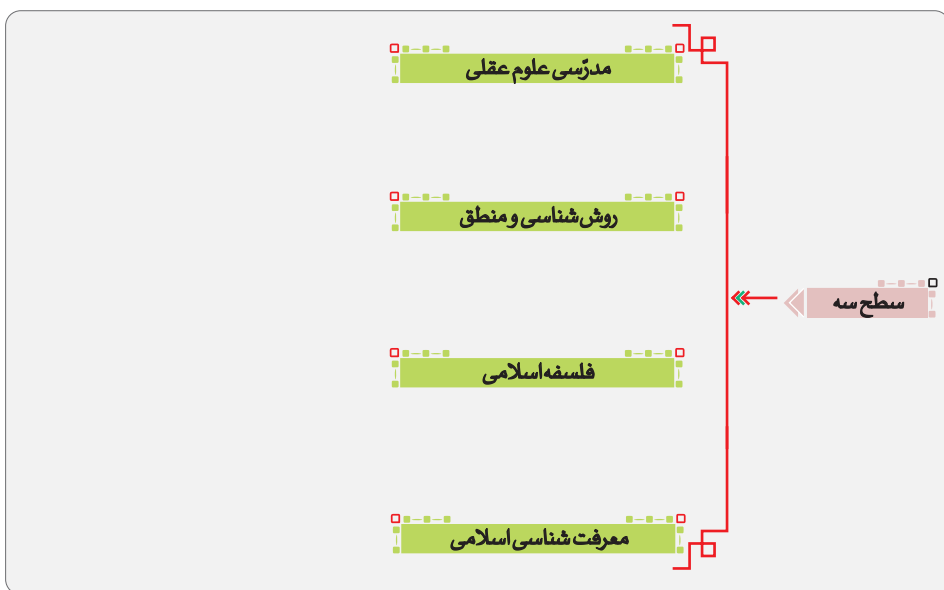 سطح سه
مدرّسی علوم عقلی
روش‌شناسی و منطق
فلسفه اسلامی
معرفت شناسی اسلامی